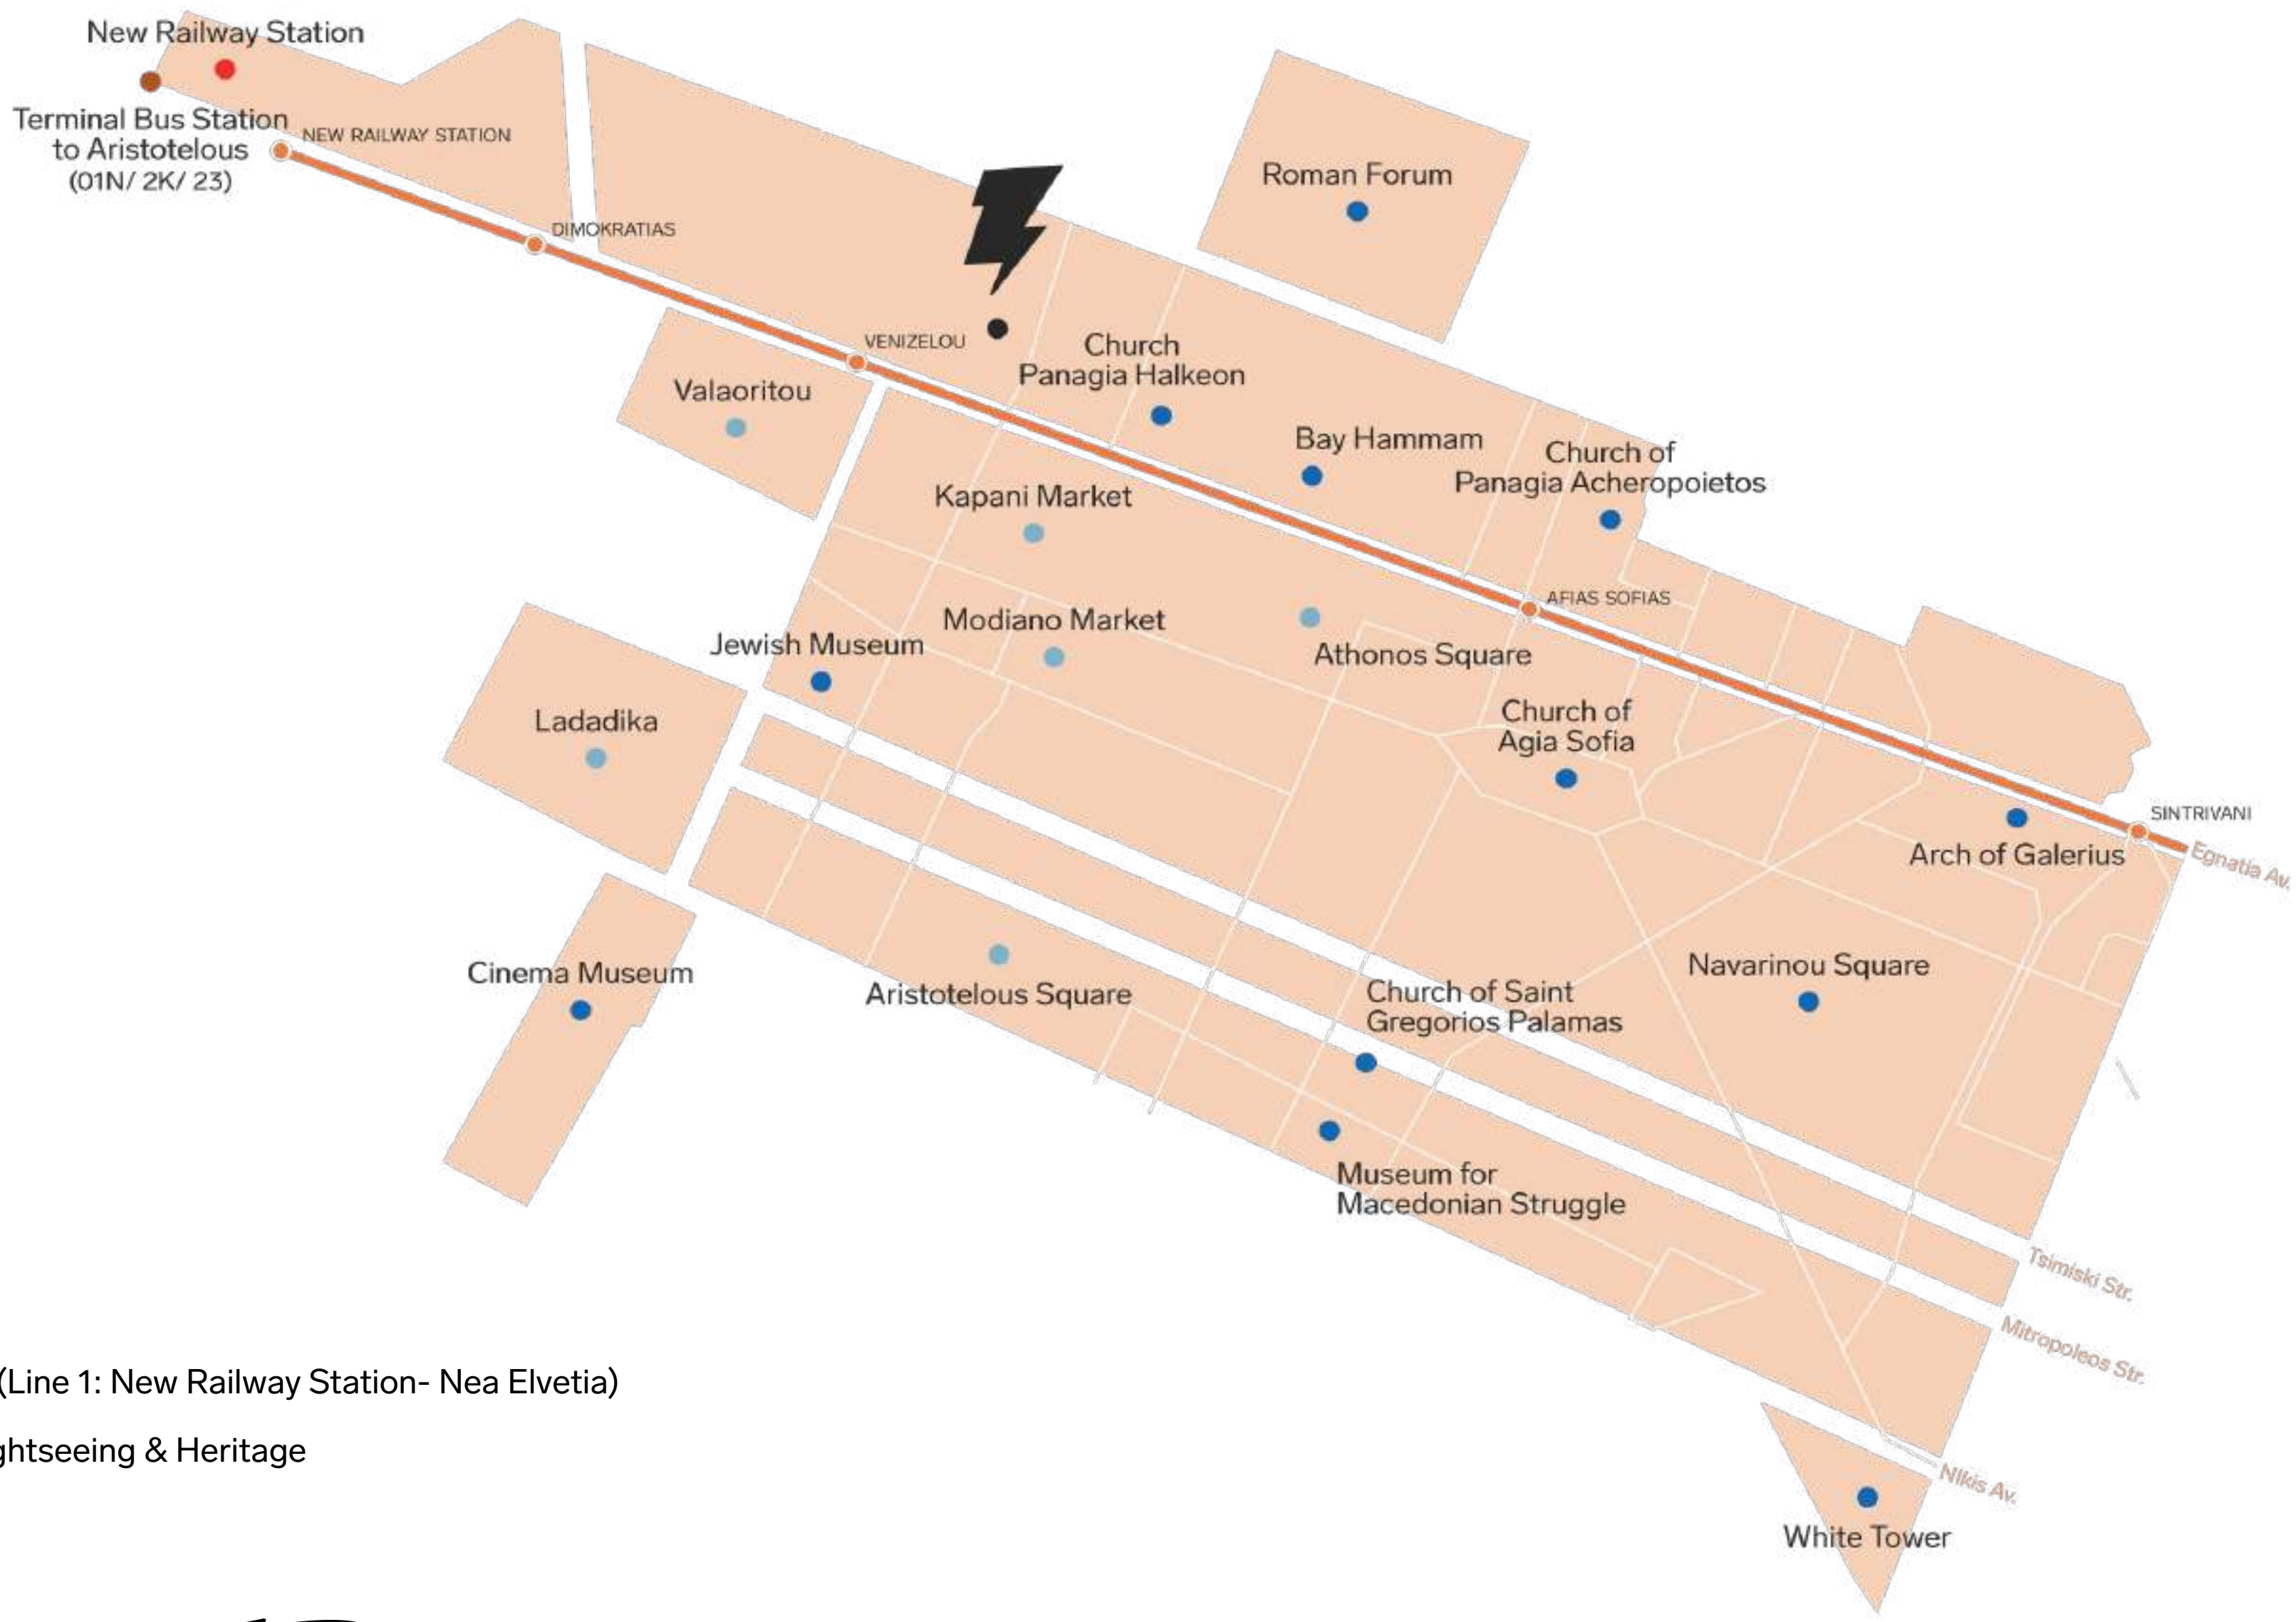 New Railway Station
Terminal Bus Station
to Aristotelous
(01N/ 2K/ 23)
NEW RAILWAY STATION
DIMOKRATIAS
Roman Forum
VENIZELOU
Church
Panagia Halkeon
Valaoritou
Bay Hammam
Church of
Panagia Acheropoietos
Kapani Market
AFIAS SOFIAS
Modiano Market
Jewish Museum
Athonos Square
Ladadika
Church of
Agia Sofia
SINTRIVANI
Arch of Galerius
Egnatia Av.
Cinema Museum
Aristotelous Square
Navarinou Square
Church of Saint
Gregorios Palamas
Museum for
Macedonian Struggle
Tsimiski Str.
Mitropoleos Str.
(Line 1: New Railway Station- Nea Elvetia)
ghtseeing & Heritage
NIkis Av.
White Tower